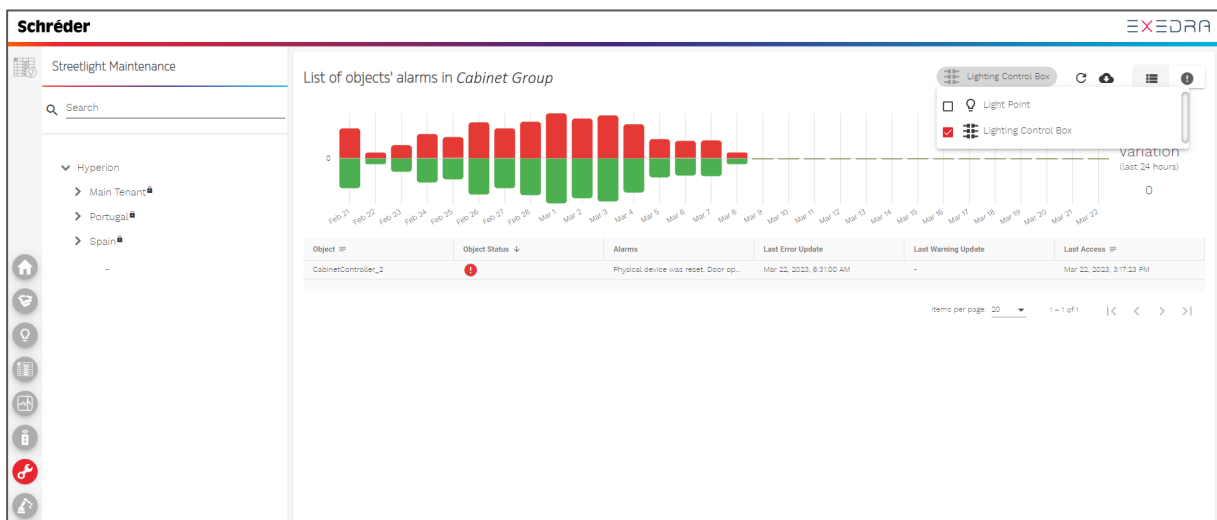 Schréder
EXEDRA
Streetlight Maintenance
Search
Hyperion
Main Tenant
Portugal
Spain
-
List of objects' alarms in Cabinet Group
Lighting Control Box
Light Point
Lighting Control Box
Variation
(last 24 hours)
0
0
Feb 21 Feb 22 Feb 23 Feb 24 Feb 25 Feb 26 Feb 27 Feb 28 Mar 1 Mar 2 Mar 3 Mar 4 Mar 5 Mar 6 Mar 7 Mar 8 Mar 9 Mar 10 Mar 11 Mar 12 Mar 13 Mar 14 Mar 15 Mar 16 Mar 17 Mar 18 Mar 19 Mar 20 Mar 21 Mar 22
Object Object Status Alarms Last Error Update Last Warning Update Last Access
CabinetController_2 Physical device was reset, Door op... Mar 22, 2023, 6:31:00 AM - Mar 22, 2023, 3:17:23 PM
Items per page: 20 1 – 1 of 1